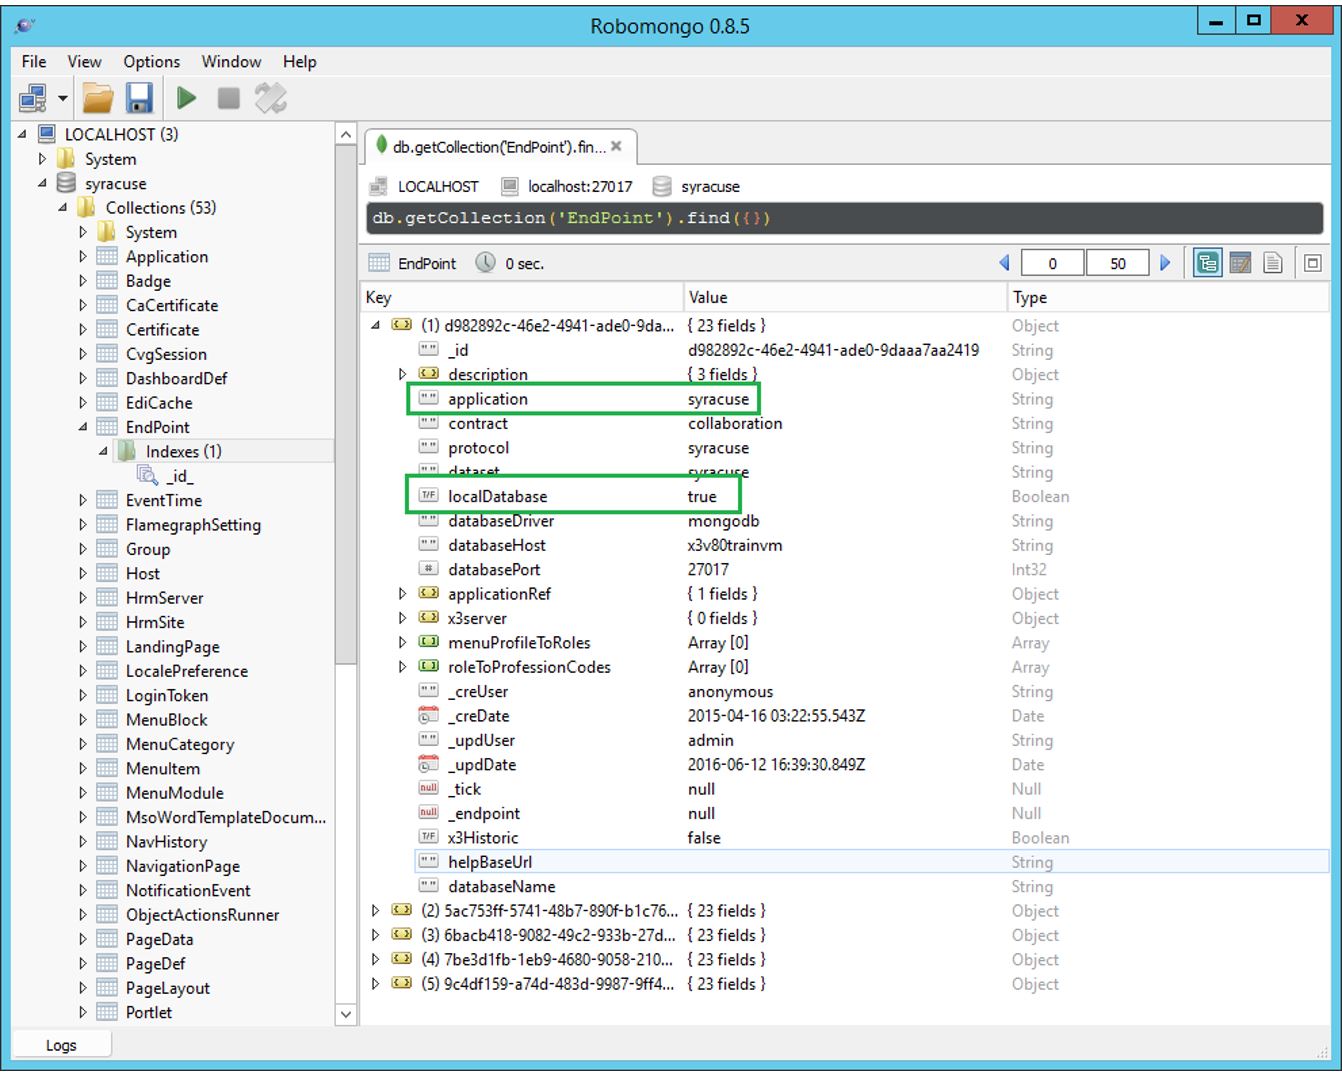 Robomongo 0.8.5
File View Options Window Help
LOCALHOST (3)
System
syracuse
Collections (53)
System
Application
Badge
CaCertificate
Certificate
CvgSession
DashboardDef
EdiCache
EndPoint
Indexes (1)
_id_
EventTime
FlamegraphSetting
Group
Host
HrmServer
HrmSite
LandingPage
LocalePreference
LoginToken
MenuBlock
MenuCategory
MenuItem
MenuModule
MsoWordTemplateDocum...
NavHistory
NavigationPage
NotificationEvent
ObjectActionsRunner
PageData
PageDef
PageLayout
Portlet
db.getCollection('EndPoint').fin...
LOCALHOST localhost:27017 syracuse
db.getCollection('EndPoint').find({})
EndPoint 0 sec. 0 50
Key Value Type
{ } (1) d982892c-46e2-4941-ade0-9da... { 23 fields } Object
" " _id d982892c-46e2-4941-ade0-9daaa7aa2419 String
{ } description { 3 fields } Object
" " application syracuse String
" " contract collaboration String
" " protocol syracuse String
" " dataset syracuse String
T/F localDatabase true Boolean
" " databaseDriver mongodb String
" " databaseHost x3v80trainvm String
# databasePort 27017 Int32
{ } applicationRef { 1 fields } Object
{ } x3server { 0 fields } Object
[ ] menuProfileToRoles Array [0] Array
[ ] roleToProfessionCodes Array [0] Array
" " _creUser anonymous String
_creDate 2015-04-16 03:22:55.543Z Date
" " _updUser admin String
_updDate 2016-06-12 16:39:30.849Z Date
null _tick null Null
null _endpoint null Null
T/F x3Historic false Boolean
" " helpBaseUrl String
" " databaseName String
{ } (2) 5ac753ff-5741-48b7-890f-b1c76... { 23 fields } Object
{ } (3) 6bacb418-9082-49c2-933b-27d... { 23 fields } Object
{ } (4) 7be3d1fb-1eb9-4680-9058-210... { 23 fields } Object
{ } (5) 9c4df159-a74d-483d-9987-9ff4... { 23 fields } Object
Logs